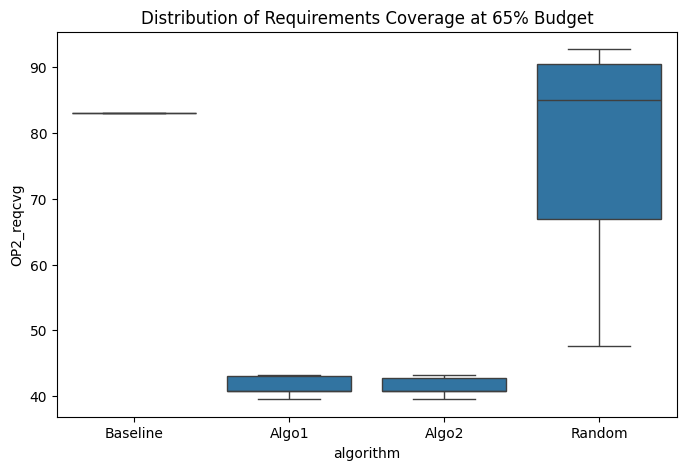 Distribution of Requirements Coverage at 65% Budget
OP2_reqcvg
90
80
70
60
50
40
Baseline
Algo1
Algo2
Random
algorithm